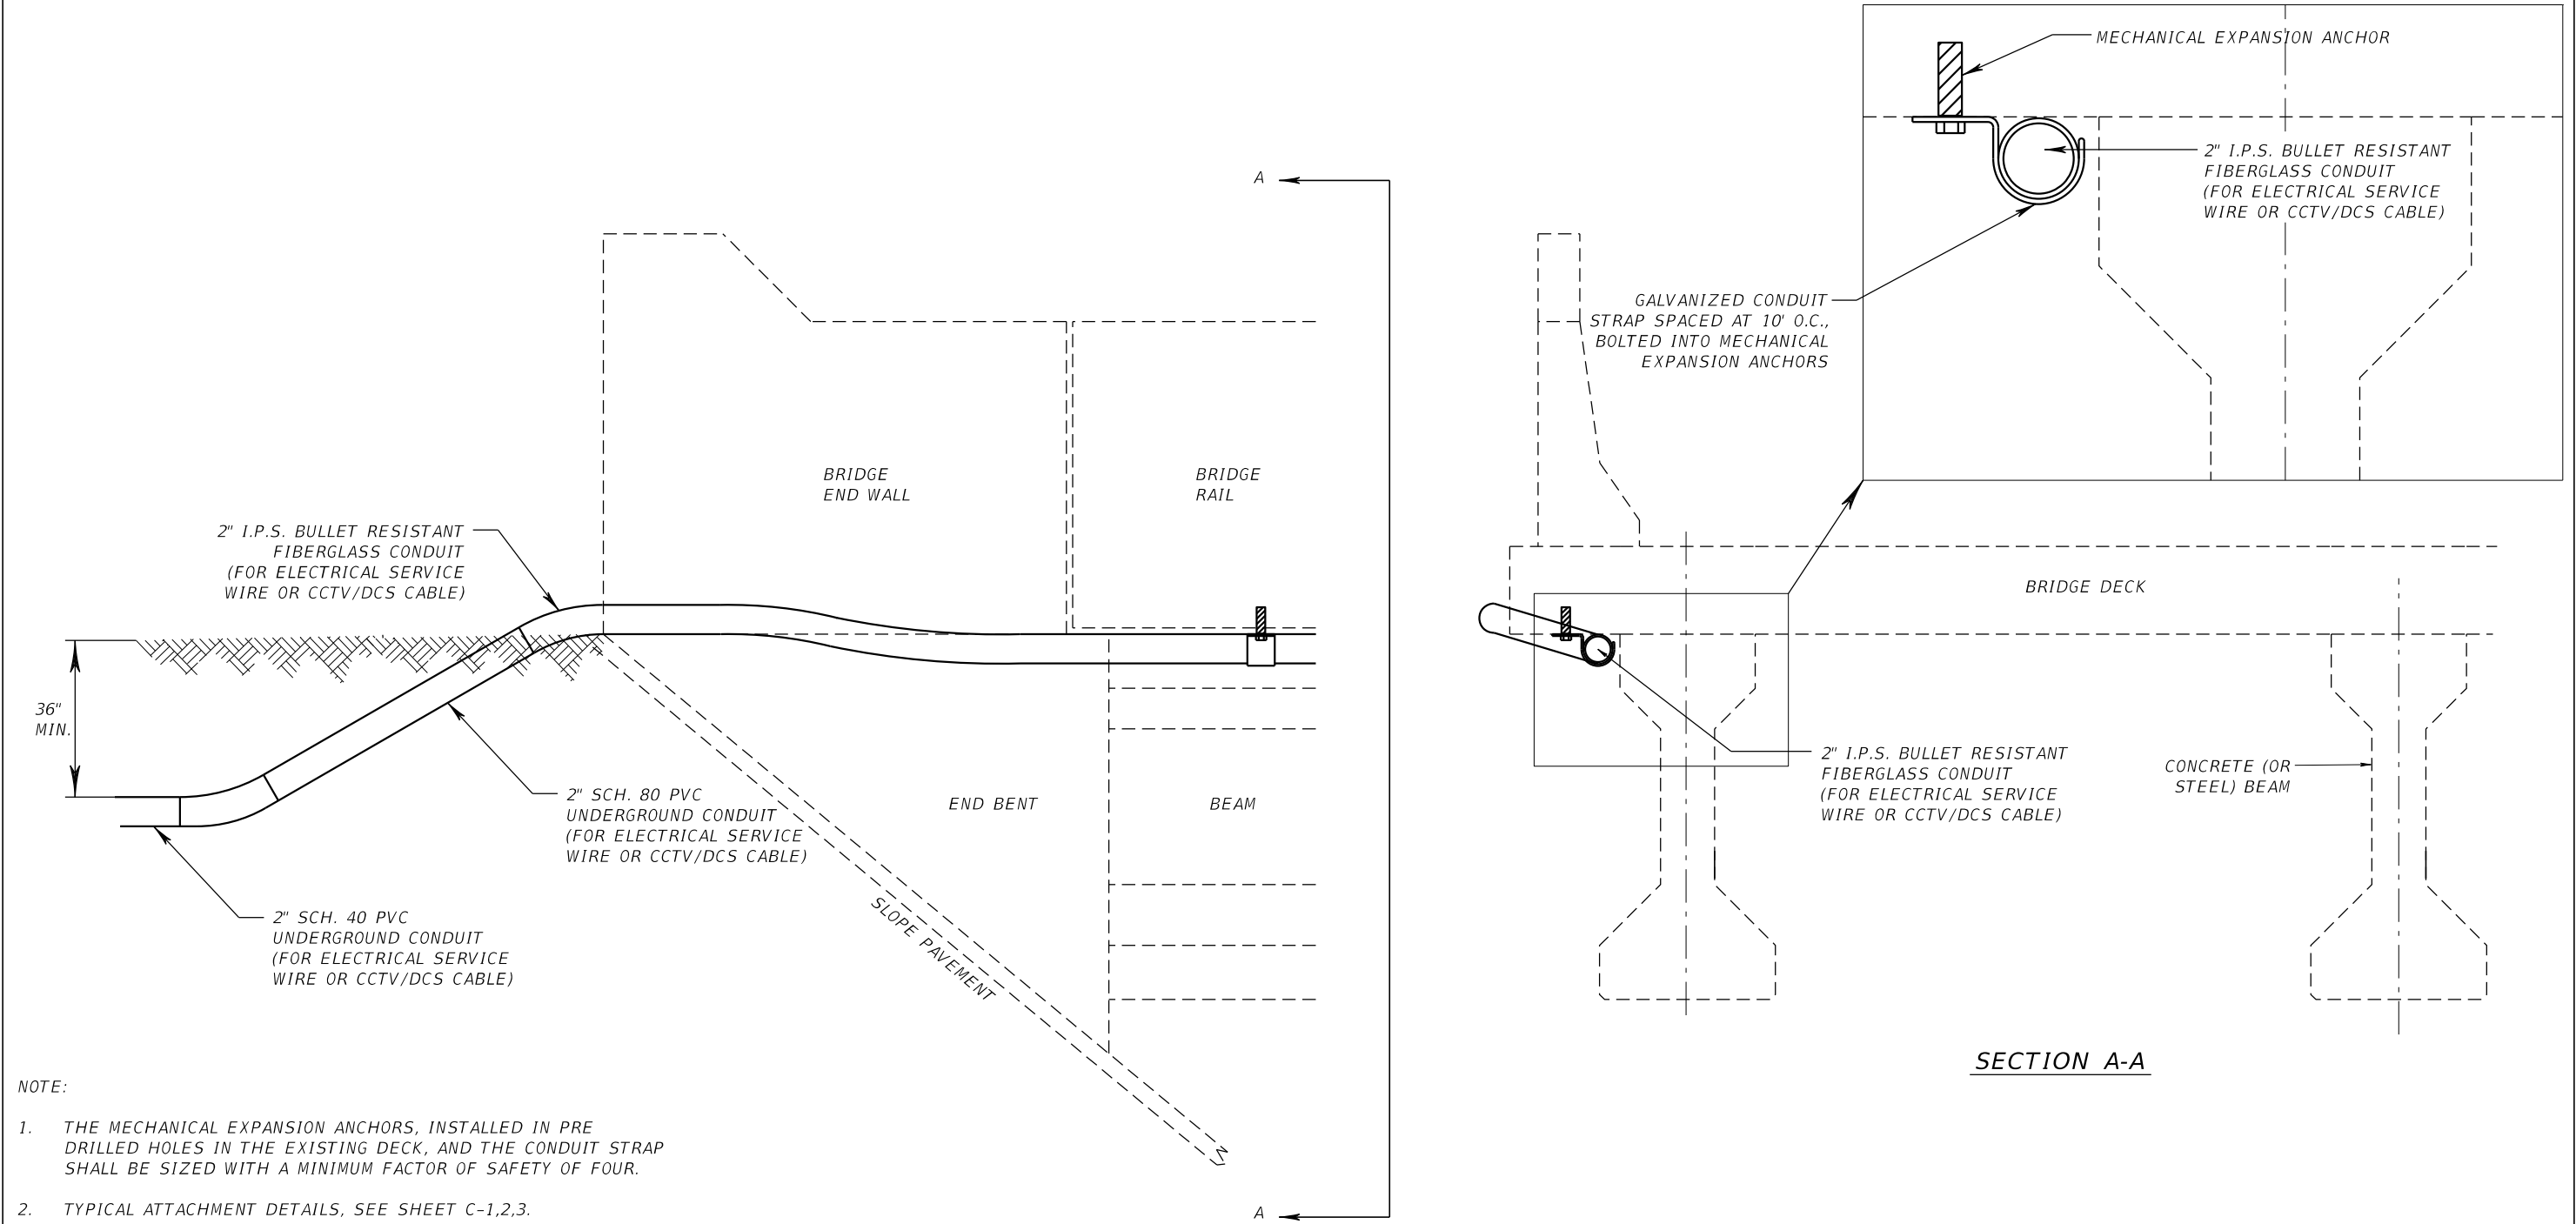 MECHANICAL EXPANSION ANCHOR
2" I.P.S. BULLET RESISTANT
FIBERGLASS CONDUIT
(FOR ELECTRICAL SERVICE
WIRE OR CCTV/DCS CABLE)
GALVANIZED CONDUIT
STRAP SPACED AT 10' O.C.,
BOLTED INTO MECHANICAL
EXPANSION ANCHORS
A
BRIDGE
END WALL
BRIDGE
RAIL
2" I.P.S. BULLET RESISTANT
FIBERGLASS CONDUIT
(FOR ELECTRICAL SERVICE
WIRE OR CCTV/DCS CABLE)
36"
MIN.
2" SCH. 80 PVC
UNDERGROUND CONDUIT
(FOR ELECTRICAL SERVICE
WIRE OR CCTV/DCS CABLE)
END BENT
BEAM
2" SCH. 40 PVC
UNDERGROUND CONDUIT
(FOR ELECTRICAL SERVICE
WIRE OR CCTV/DCS CABLE)
SLOPE PAVEMENT
A
BRIDGE DECK
2" I.P.S. BULLET RESISTANT
FIBERGLASS CONDUIT
(FOR ELECTRICAL SERVICE
WIRE OR CCTV/DCS CABLE)
CONCRETE (OR
STEEL) BEAM
SECTION A-A
NOTE:
1. THE MECHANICAL EXPANSION ANCHORS, INSTALLED IN PRE
DRILLED HOLES IN THE EXISTING DECK, AND THE CONDUIT STRAP
SHALL BE SIZED WITH A MINIMUM FACTOR OF SAFETY OF FOUR.
2. TYPICAL ATTACHMENT DETAILS, SEE SHEET C-1,2,3.